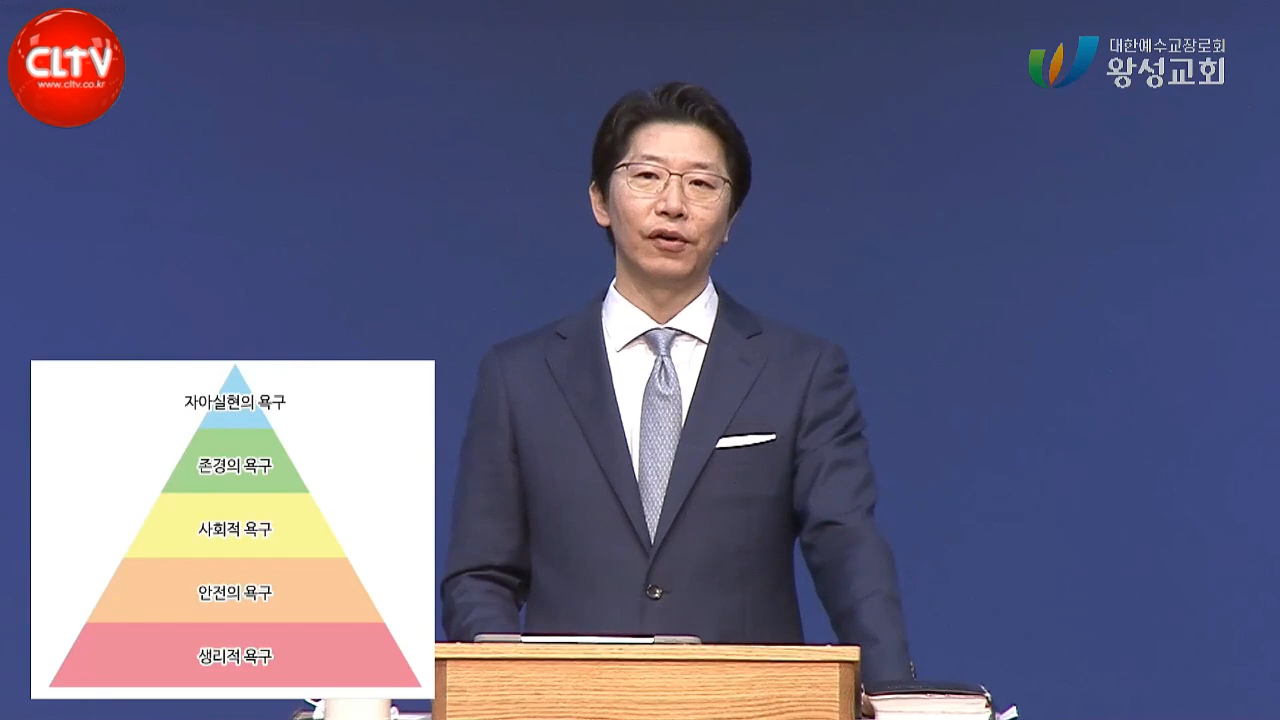 CLTV
www.cltv.co.kr
대한예수교장로회
왕성교회
자아실현의 욕구
존경의 욕구
사회적 욕구
안전의 욕구
생리적 욕구